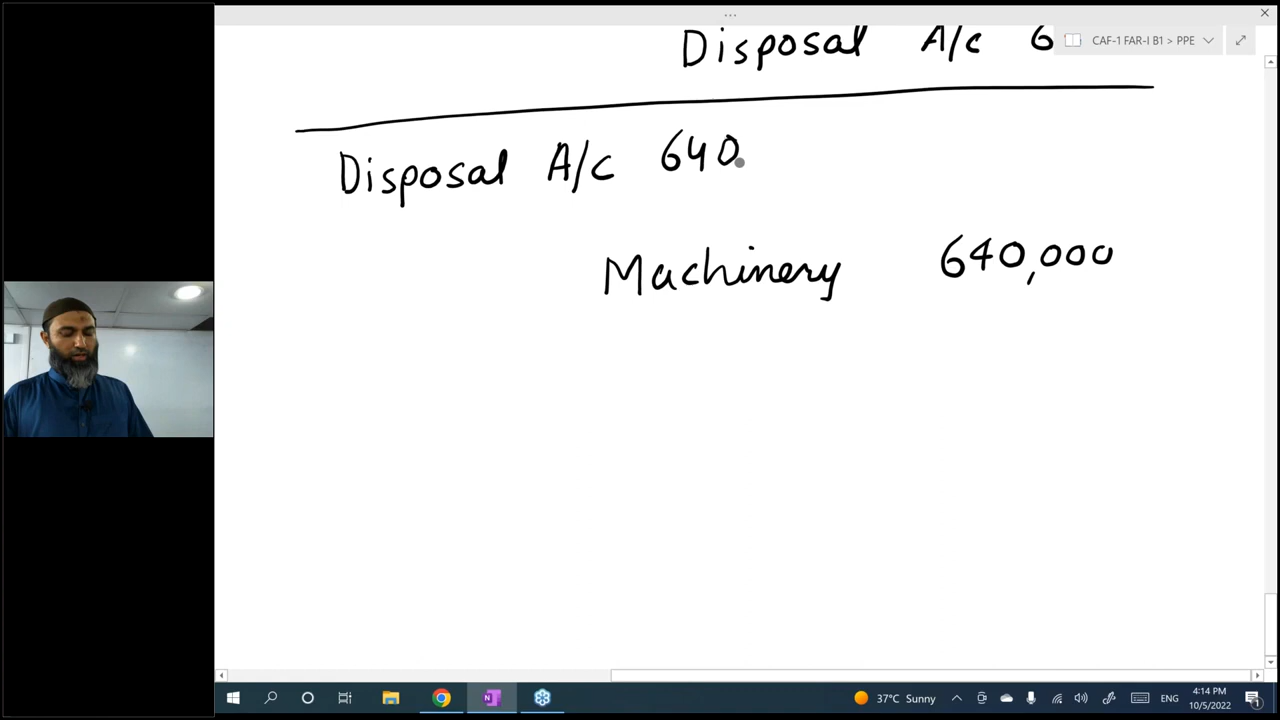 Disposal A/c 6
CAF-1 FAR-I B1 > PPE
Disposal A/c 640
Machinery 640,000
37°C Sunny
ENG
4:14 PM
10/5/2022